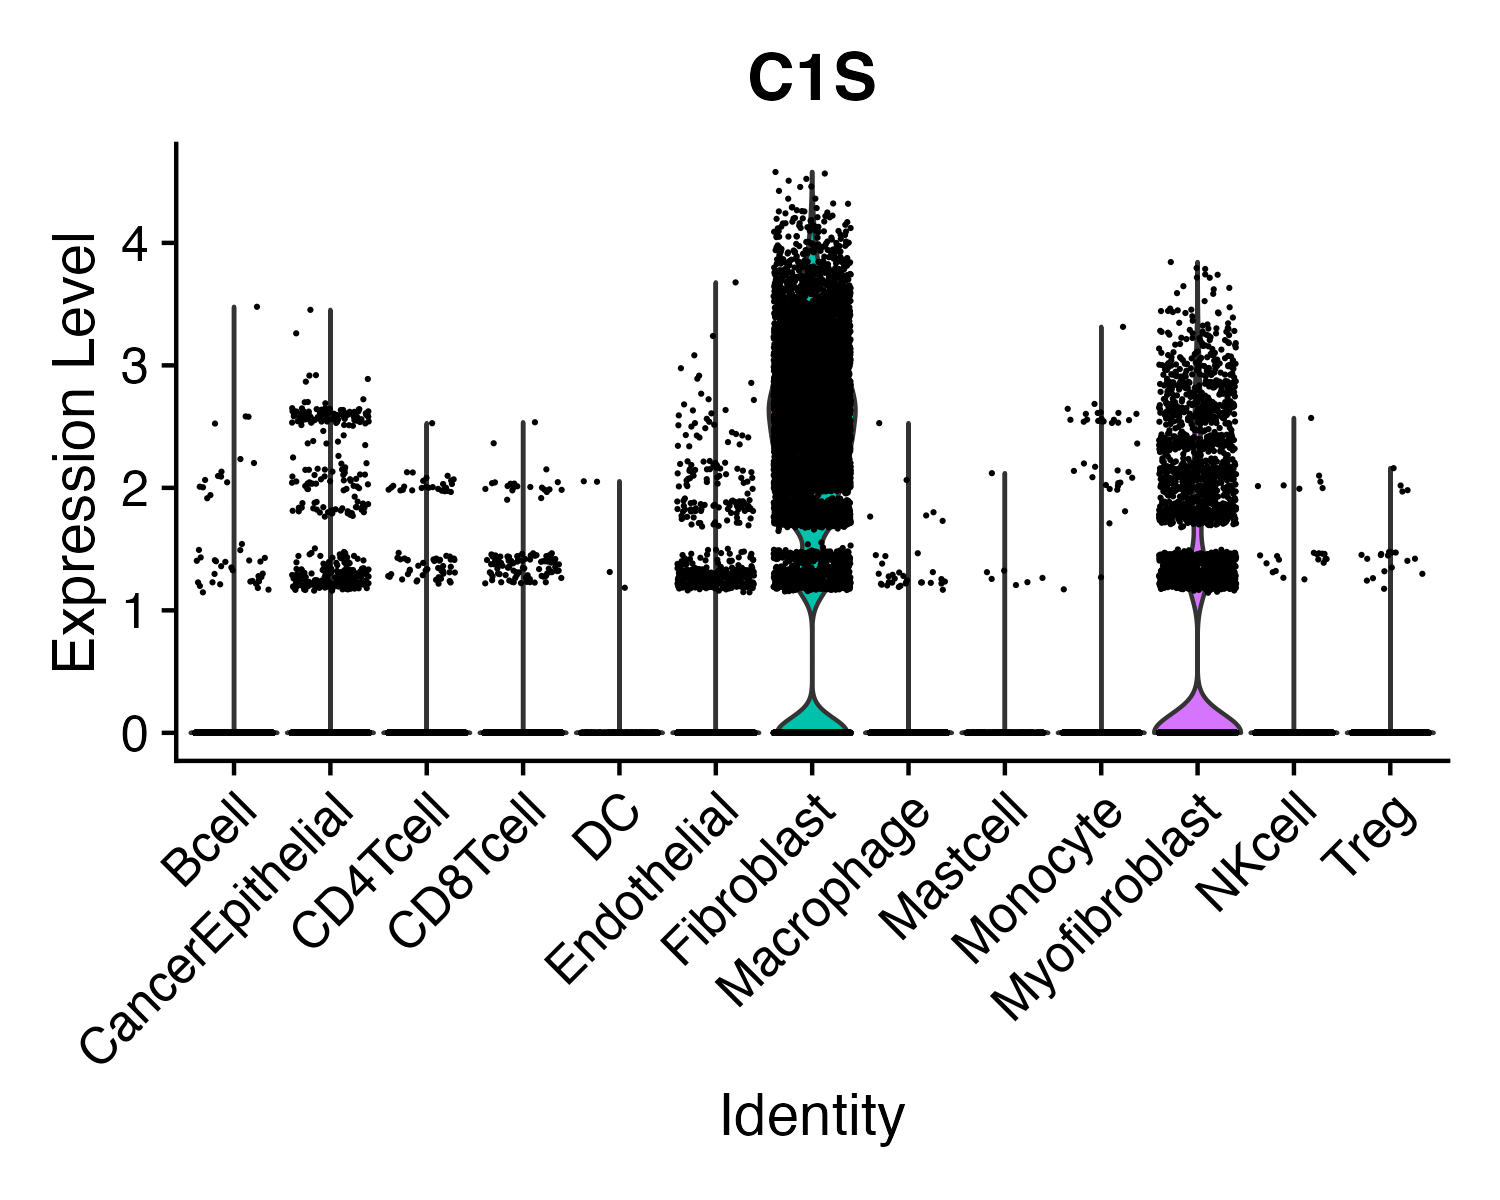 C1S
Expression Level
4
3
2
1
0
Bcell
CancerEpithelial
CD4Tcell
CD8Tcell
DC
Endothelial
Fibroblast
Macrophage
Mastcell
Monocyte
Myofibroblast
NKcell
Treg
Identity